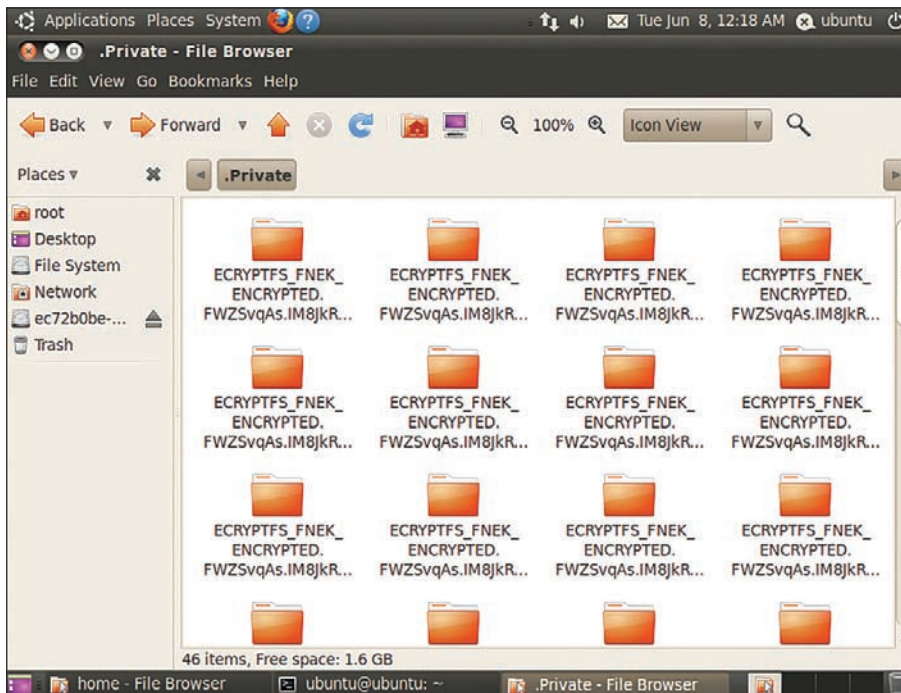 Applications Places System
Tue Jun 8, 12:18 AM ubuntu
.Private - File Browser
File Edit View Go Bookmarks Help
Back Forward 100% Icon View
Places
.Private
root
Desktop
File System
Network
ec72b0be-...
Trash
ECRYPTFS_FNEK_ ECRYPTFS_FNEK_ ECRYPTFS_FNEK_ ECRYPTFS_FNEK_
ENCRYPTED. ENCRYPTED. ENCRYPTED. ENCRYPTED.
FWZSvqAs.IM8JkR... FWZSvqAs.IM8JkR... FWZSvqAs.IM8JkR... FWZSvqAs.IM8JkR...
ECRYPTFS_FNEK_ ECRYPTFS_FNEK_ ECRYPTFS_FNEK_ ECRYPTFS_FNEK_
ENCRYPTED. ENCRYPTED. ENCRYPTED. ENCRYPTED.
FWZSvqAs.IM8JkR... FWZSvqAs.IM8JkR... FWZSvqAs.IM8JkR... FWZSvqAs.IM8JkR...
ECRYPTFS_FNEK_ ECRYPTFS_FNEK_ ECRYPTFS_FNEK_ ECRYPTFS_FNEK_
ENCRYPTED. ENCRYPTED. ENCRYPTED. ENCRYPTED.
FWZSvqAs.IM8JkR... FWZSvqAs.IM8JkR... FWZSvqAs.IM8JkR... FWZSvqAs.IM8JkR...
46 items, Free space: 1.6 GB
home - File Browser ubuntu@ubuntu: ~ .Private - File Browser